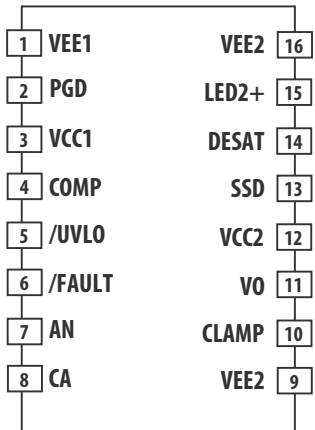 1 VEE1 VEE2 16
2 PGD LED2+ 15
3 VCC1 DESAT 14
4 COMP SSD 13
5 /UVLO VCC2 12
6 /FAULT VO 11
7 AN CLAMP 10
8 CA VEE2 9